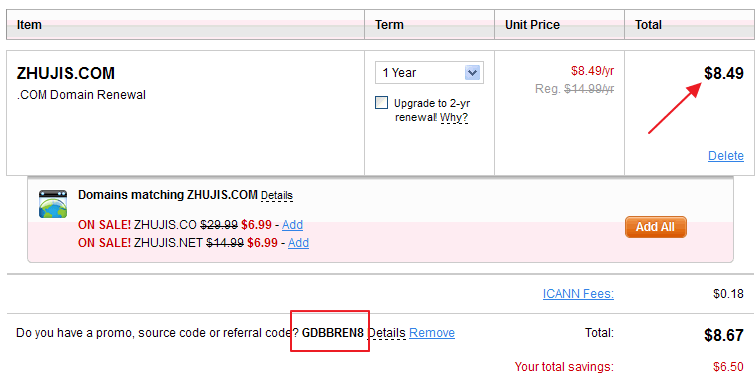 Item Term Unit Price Total
ZHUJIS.COM 1 Year $8.49/yr $8.49
.COM Domain Renewal Reg. $14.99/yr
Upgrade to 2-yr
renewal! Why?
Delete
Domains matching ZHUJIS.COM Details
ON SALE! ZHUJIS.CO $29.99 $6.99 - Add
Add All
ON SALE! ZHUJIS.NET $14.99 $6.99 - Add
ICANN Fees: $0.18
Do you have a promo, source code or referral code? GDBBREN8 Details Remove Total: $8.67
Your total savings: $6.50